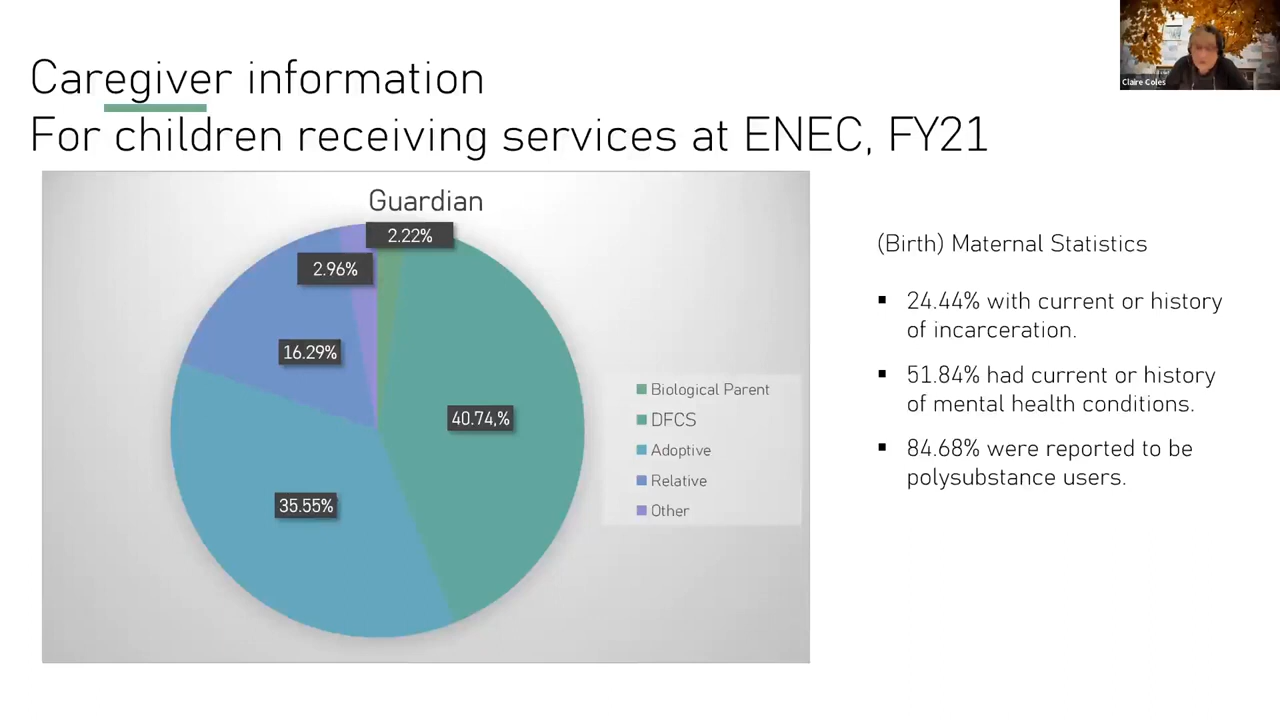 Caregiver information
For children receiving services at ENEC, FY21
Claire Coles
Guardian
2.22%
2.96%
16.29%
40.74,%
35.55%
Biological Parent
DFCS
Adoptive
Relative
Other
(Birth) Maternal Statistics
▪ 24.44% with current or history
of incarceration.
▪ 51.84% had current or history
of mental health conditions.
▪ 84.68% were reported to be
polysubstance users.